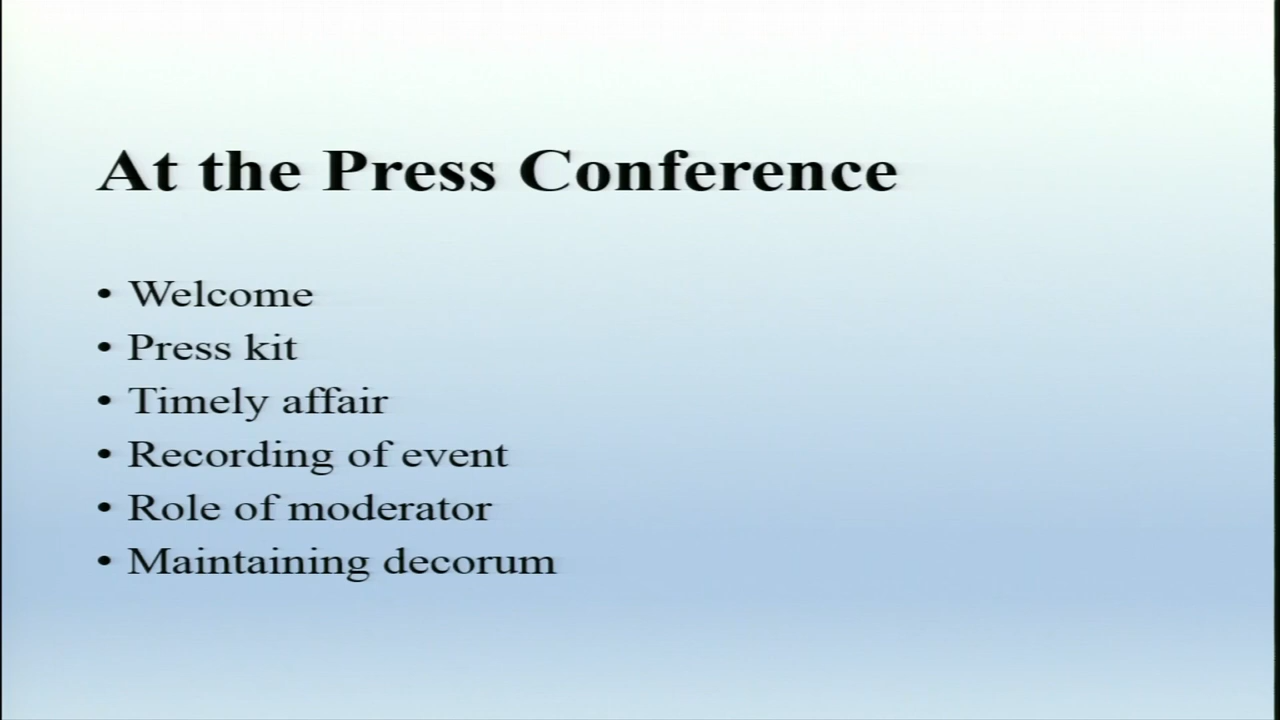 At the Press Conference
• Welcome
• Press kit
• Timely affair
• Recording of event
• Role of moderator
• Maintaining decorum